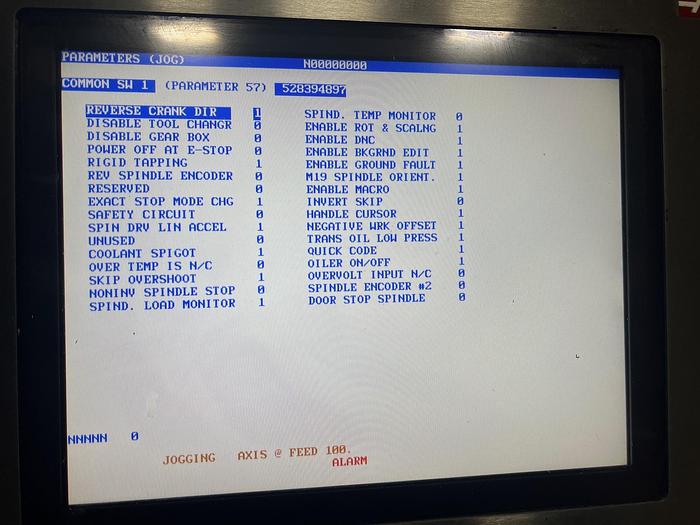 PARAMETERS (JOG) N00000000
COMMON SW 1 (PARAMETER 57) 528394897
REVERSE CRANK DIR 1
DISABLE TOOL CHANGR 0
DISABLE GEAR BOX 0
POWER OFF AT E-STOP 0
RIGID TAPPING 1
REV SPINDLE ENCODER 0
RESERVED 0
EXACT STOP MODE CHG 1
SAFETY CIRCUIT 0
SPIN DRV LIN ACCEL 1
UNUSED 0
COOLANT SPIGOT 1
OVER TEMP IS N/C 0
SKIP OVERSHOOT 1
NONINV SPINDLE STOP 0
SPIND. LOAD MONITOR 1
SPIND. TEMP MONITOR 0
ENABLE ROT & SCALNG 1
ENABLE DNC 1
ENABLE BKGRND EDIT 1
ENABLE GROUND FAULT 1
M19 SPINDLE ORIENT. 1
ENABLE MACRO 1
INVERT SKIP 0
HANDLE CURSOR 1
NEGATIVE WRK OFFSET 1
TRANS OIL LOW PRESS 1
QUICK CODE 1
OILER ON/OFF 1
OVERVOLT INPUT N/C 0
SPINDLE ENCODER #2 0
DOOR STOP SPINDLE 0
NNNNN 0
JOGGING AXIS @ FEED 100.
ALARM